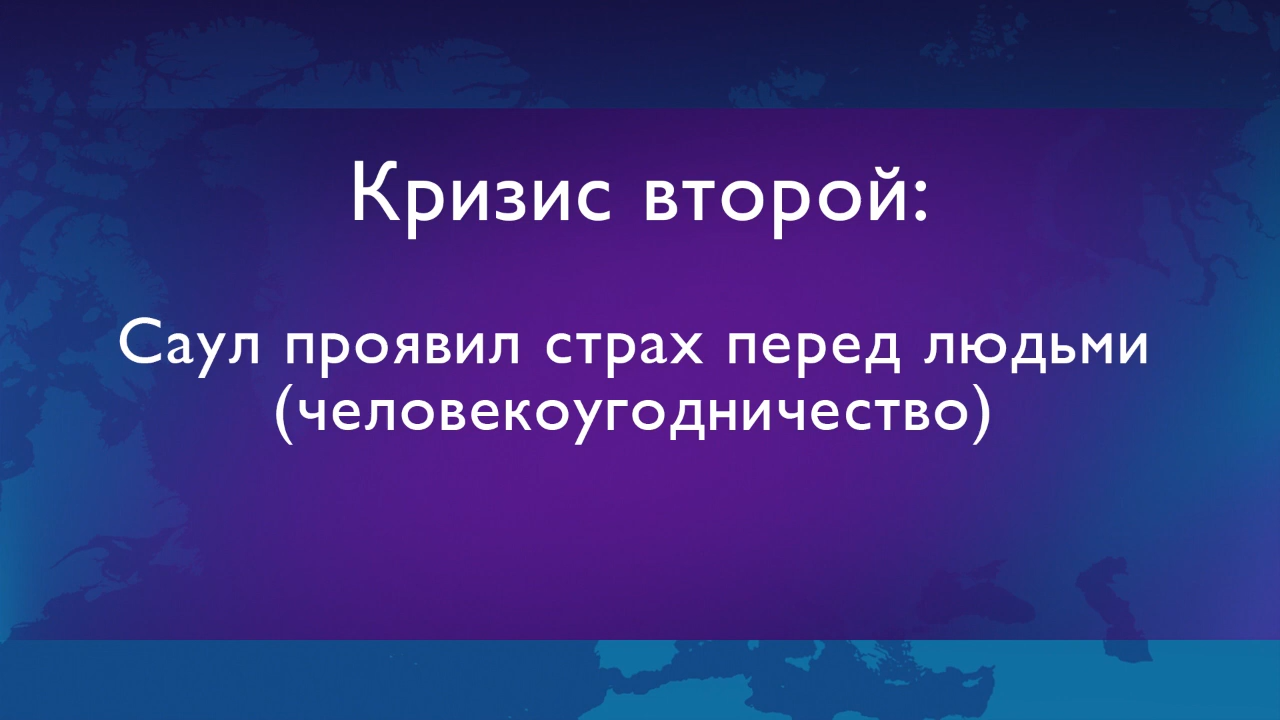 Кризис второй:
Саул проявил страх перед людьми
(человекоугодничество)